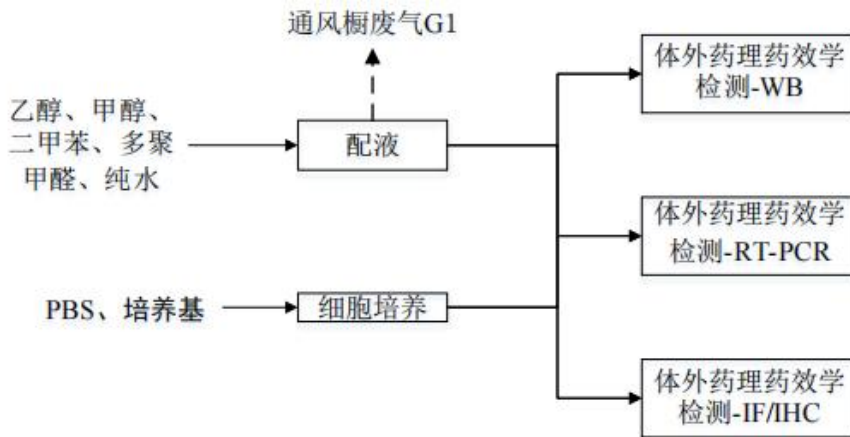 通风橱废气G1
乙醇、甲醇、
二甲苯、多聚
甲醛、纯水
配液
PBS、培养基
细胞培养
体外药理药效学
检测-WB
体外药理药效学
检测-RT-PCR
体外药理药效学
检测-IF/IHC